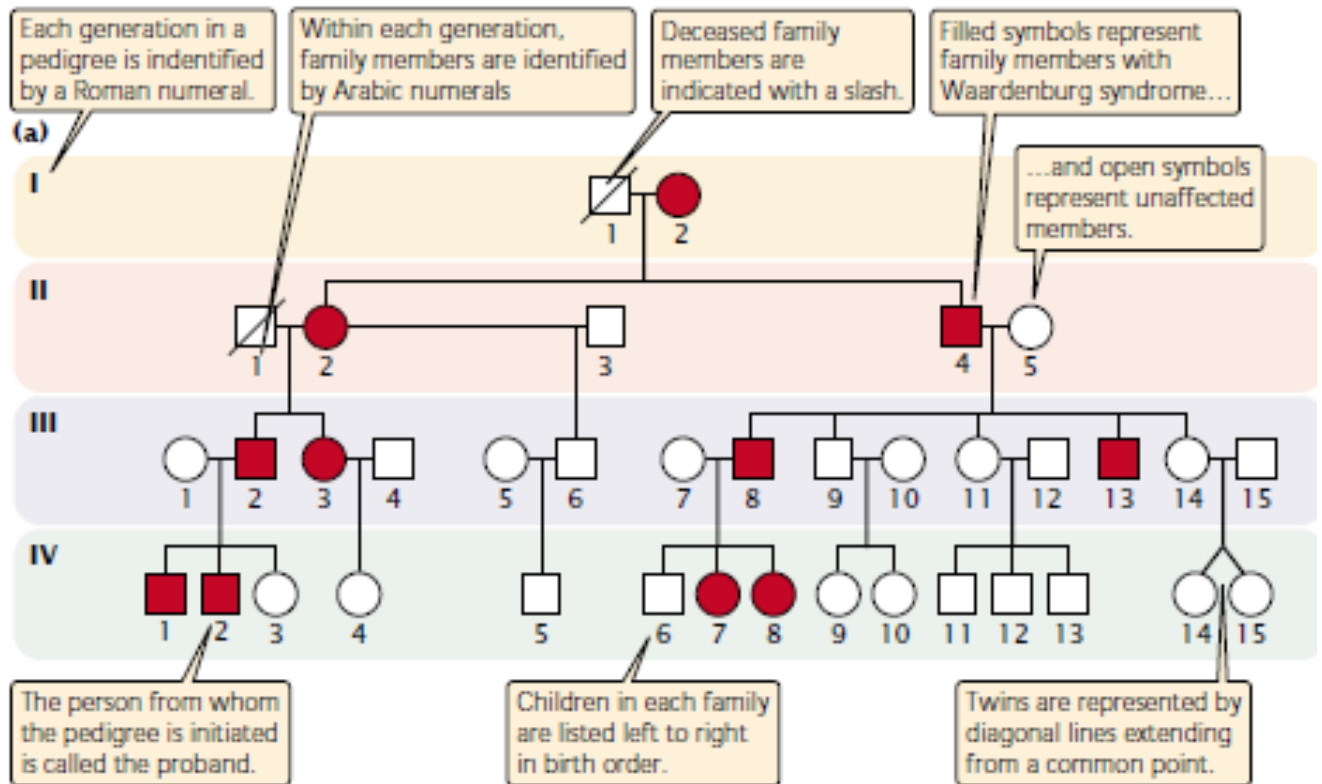 Each generation in a
pedigree is indentified
by a Roman numeral.
Within each generation,
family members are identified
by Arabic numerals
Deceased family
members are
indicated with a slash.
Filled symbols represent
family members with
Waardenburg syndrome...
(a)
...and open symbols
represent unaffected
members.
I
1 2
II
1 2 3 4 5
III
1 2 3 4 5 6 7 8 9 10 11 12 13 14 15
IV
1 2 3 4 5 6 7 8 9 10 11 12 13 14 15
The person from whom
the pedigree is initiated
is called the proband.
Children in each family
are listed left to right
in birth order.
Twins are represented by
diagonal lines extending
from a common point.